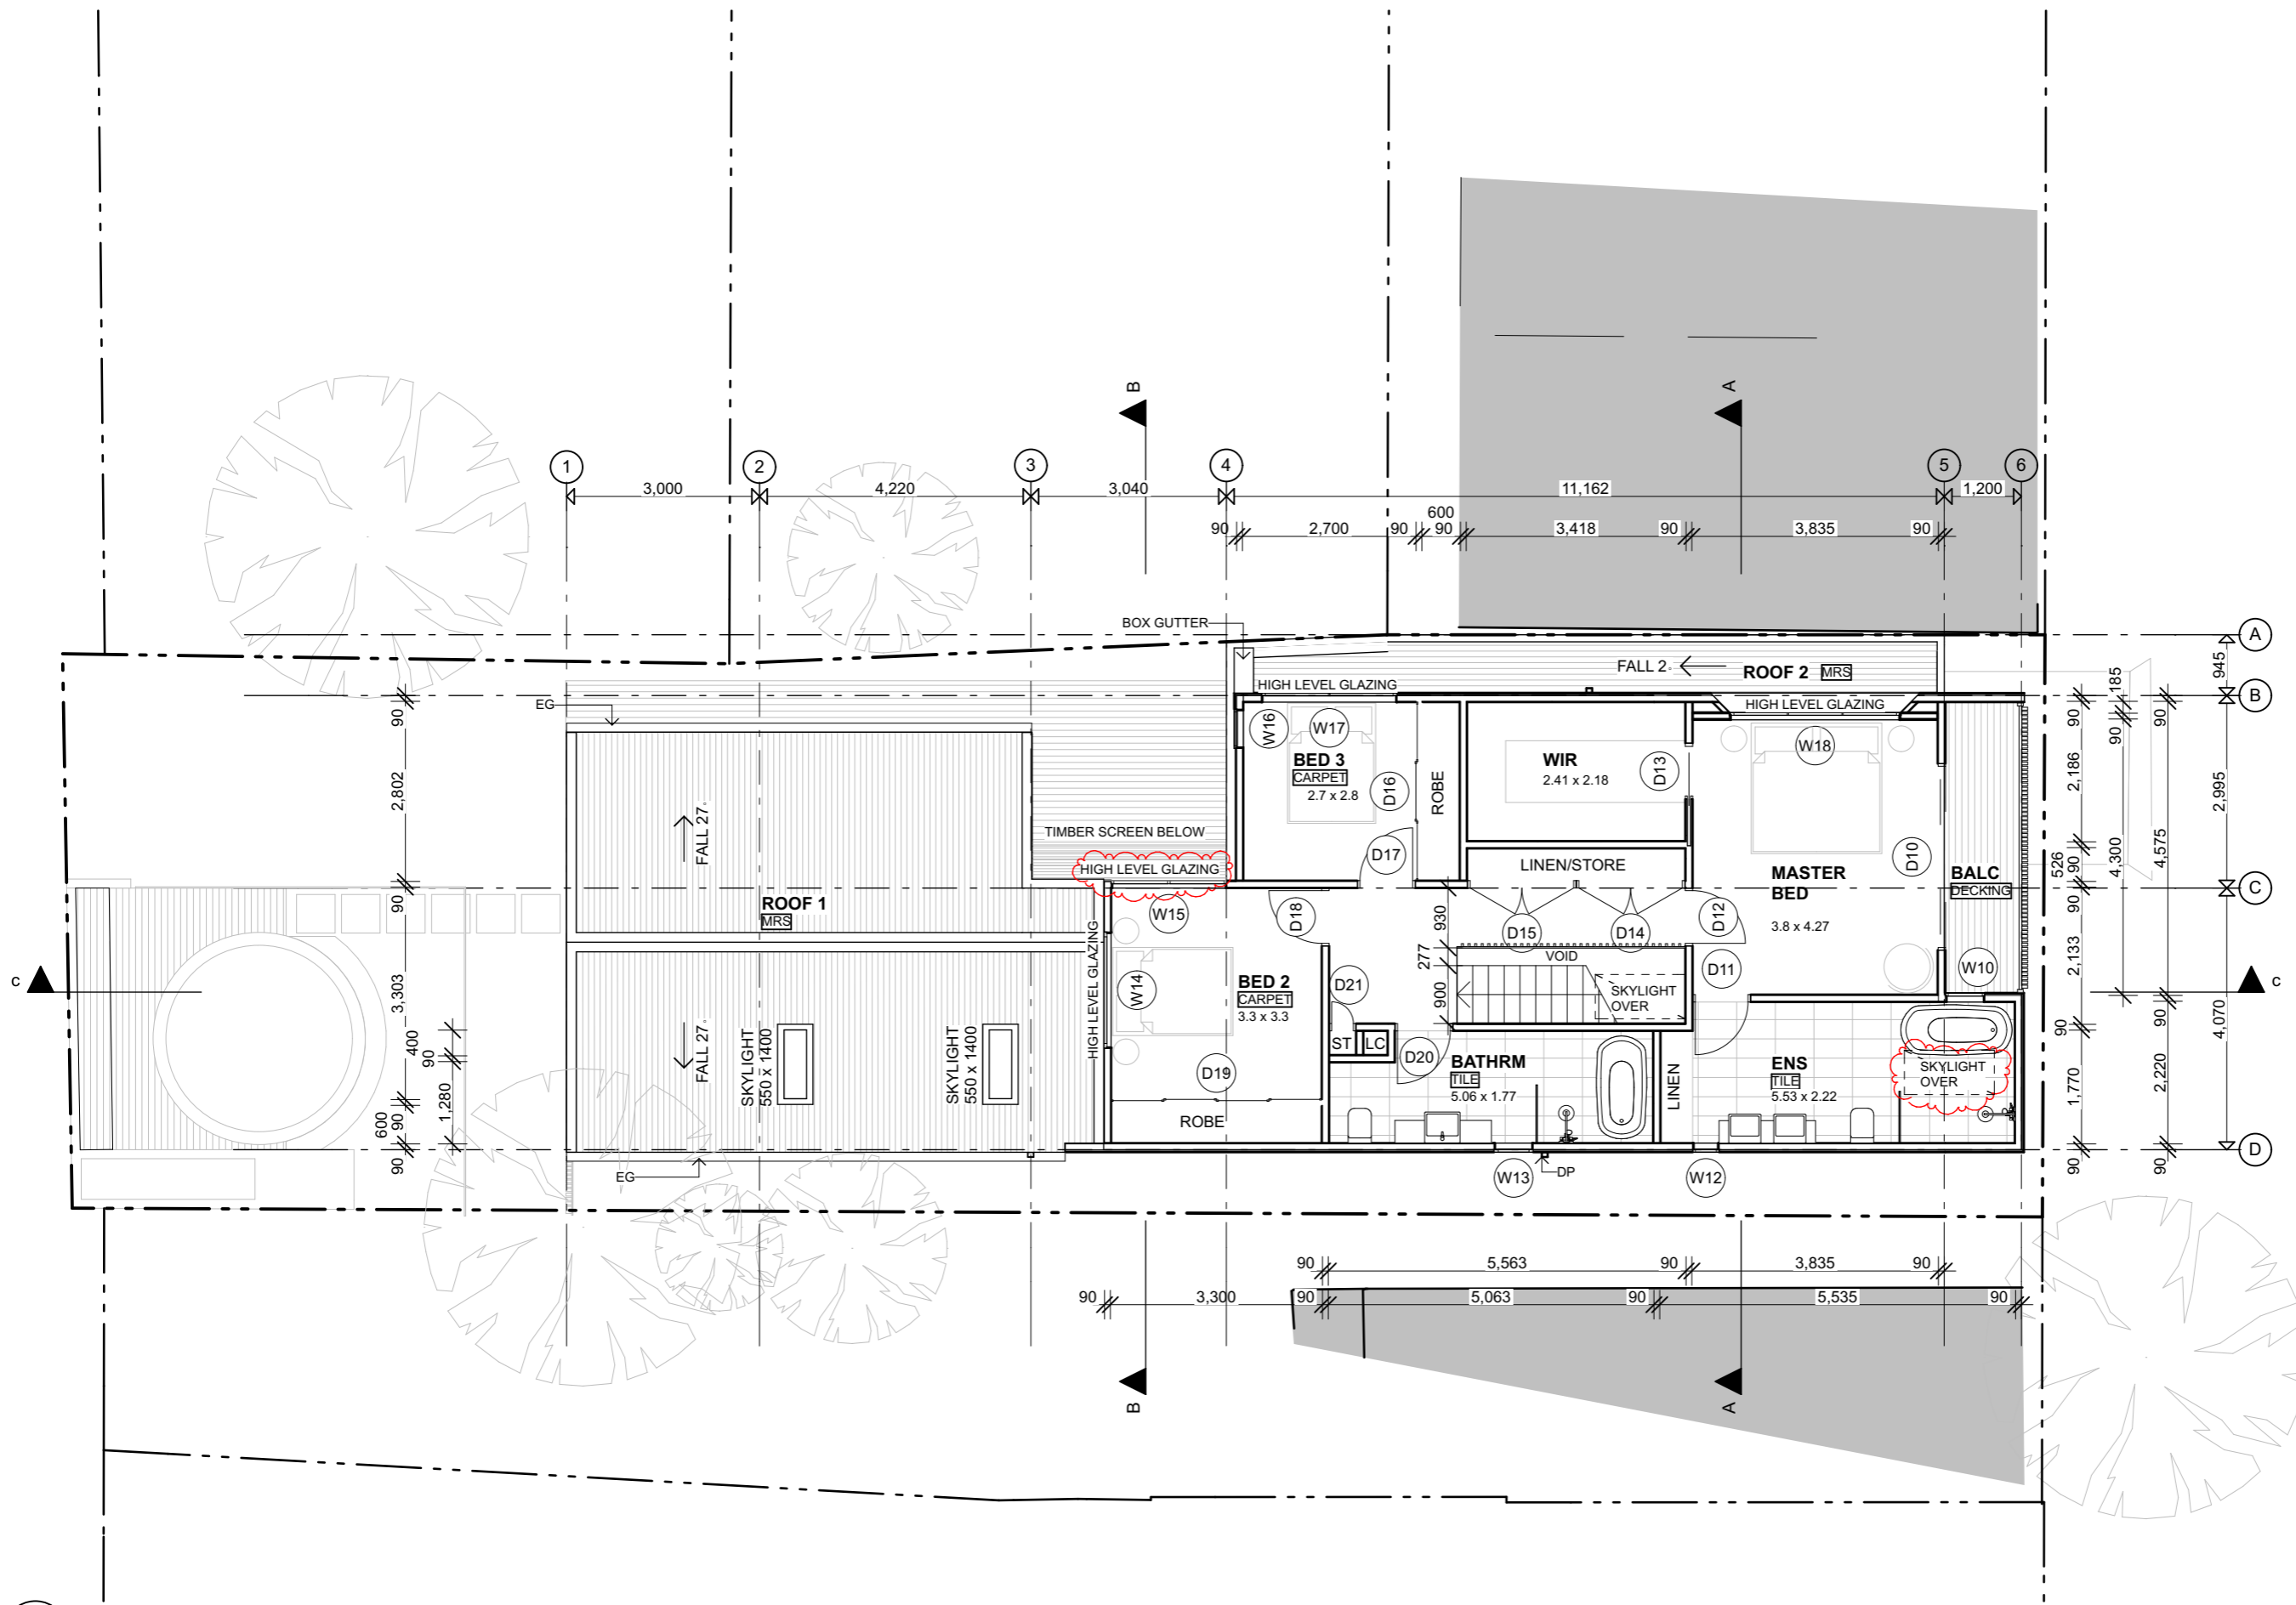 B
A
1
2
3
4
5
6
3,000
4,220
3,040
11,162
1,200
90
2,700
90
600
90
3,418
90
3,835
90
BOX GUTTER
A
945
FALL 2°
ROOF 2
MRS
HIGH LEVEL GLAZING
HIGH LEVEL GLAZING
B
EG
W16
W17
W18
90
2,802
90
BED 3
CARPET
2.7 x 2.8
D16
ROBE
WIR
2.41 x 2.18
D13
185
90
90
90
2,186
2,995
4,575
4,300
526
90
FALL 27°
TIMBER SCREEN BELOW
HIGH LEVEL GLAZING
D17
LINEN/STORE
MASTER
BED
3.8 x 4.27
D10
BALC
DECKING
C
ROOF 1
MRS
W15
D18
930
D15
D14
D12
90
2,133
VOID
277
HIGH LEVEL GLAZING
W14
BED 2
CARPET
3.3 x 3.3
D21
900
SKYLIGHT
OVER
D11
W10
c
c
3,303
400
90
1,280
600
90
90
FALL 27°
SKYLIGHT
550 x 1400
SKYLIGHT
550 x 1400
D19
ROBE
ST
LC
D20
BATHRM
TILE
5.06 x 1.77
LINEN
ENS
TILE
5.53 x 2.22
SKYLIGHT
OVER
90
90
1,770
2,220
4,070
90
90
D
EG
W13
DP
W12
90
5,563
90
3,835
90
90
3,300
90
5,063
90
5,535
90
B
A